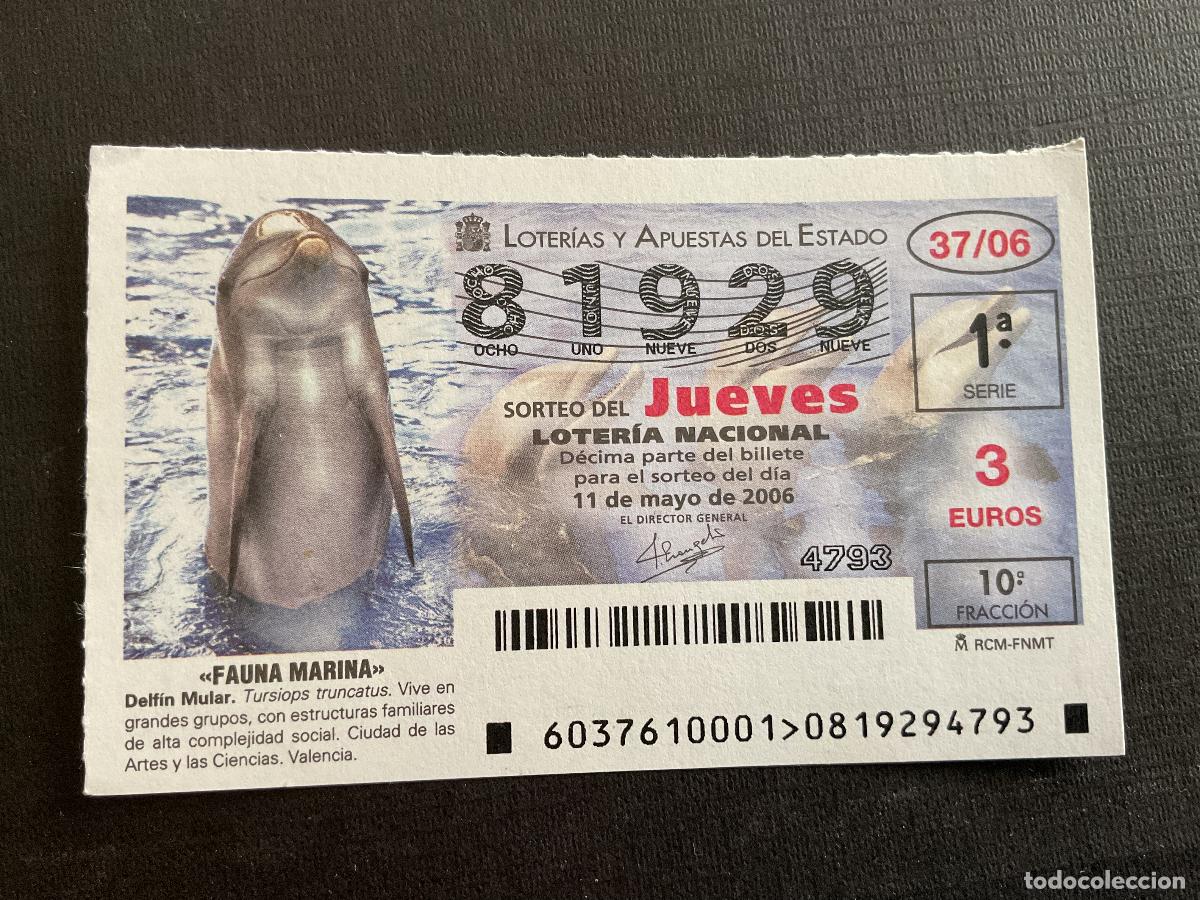 LOTERÍAS Y APUESTAS DEL ESTADO
37/06
81929
OCHO UNO NUEVE DOS NUEVE
1ª
SERIE
SORTEO DEL Jueves
LOTERÍA NACIONAL
Décima parte del billete
para el sorteo del día
11 de mayo de 2006
EL DIRECTOR GENERAL
4793
3
EUROS
10ª
FRACCIÓN
RCM-FNMT
«FAUNA MARINA»
Delfín Mular. Tursiops truncatus. Vive en
grandes grupos, con estructuras familiares
de alta complejidad social. Ciudad de las
Artes y las Ciencias. Valencia.
6037610001>0819294793
todocoleccion